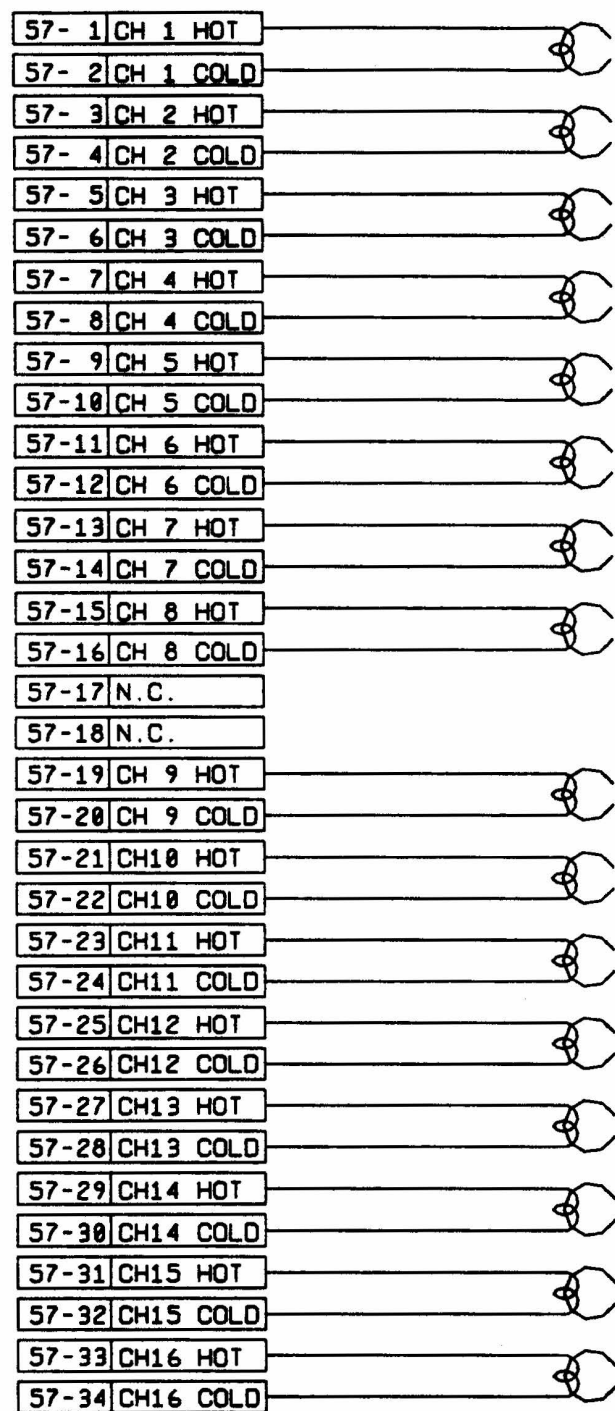 57- 1 CH 1 HOT
57- 2 CH 1 COLD
57- 3 CH 2 HOT
57- 4 CH 2 COLD
57- 5 CH 3 HOT
57- 6 CH 3 COLD
57- 7 CH 4 HOT
57- 8 CH 4 COLD
57- 9 CH 5 HOT
57-10 CH 5 COLD
57-11 CH 6 HOT
57-12 CH 6 COLD
57-13 CH 7 HOT
57-14 CH 7 COLD
57-15 CH 8 HOT
57-16 CH 8 COLD
57-17 N.C.
57-18 N.C.
57-19 CH 9 HOT
57-20 CH 9 COLD
57-21 CH10 HOT
57-22 CH10 COLD
57-23 CH11 HOT
57-24 CH11 COLD
57-25 CH12 HOT
57-26 CH12 COLD
57-27 CH13 HOT
57-28 CH13 COLD
57-29 CH14 HOT
57-30 CH14 COLD
57-31 CH15 HOT
57-32 CH15 COLD
57-33 CH16 HOT
57-34 CH16 COLD